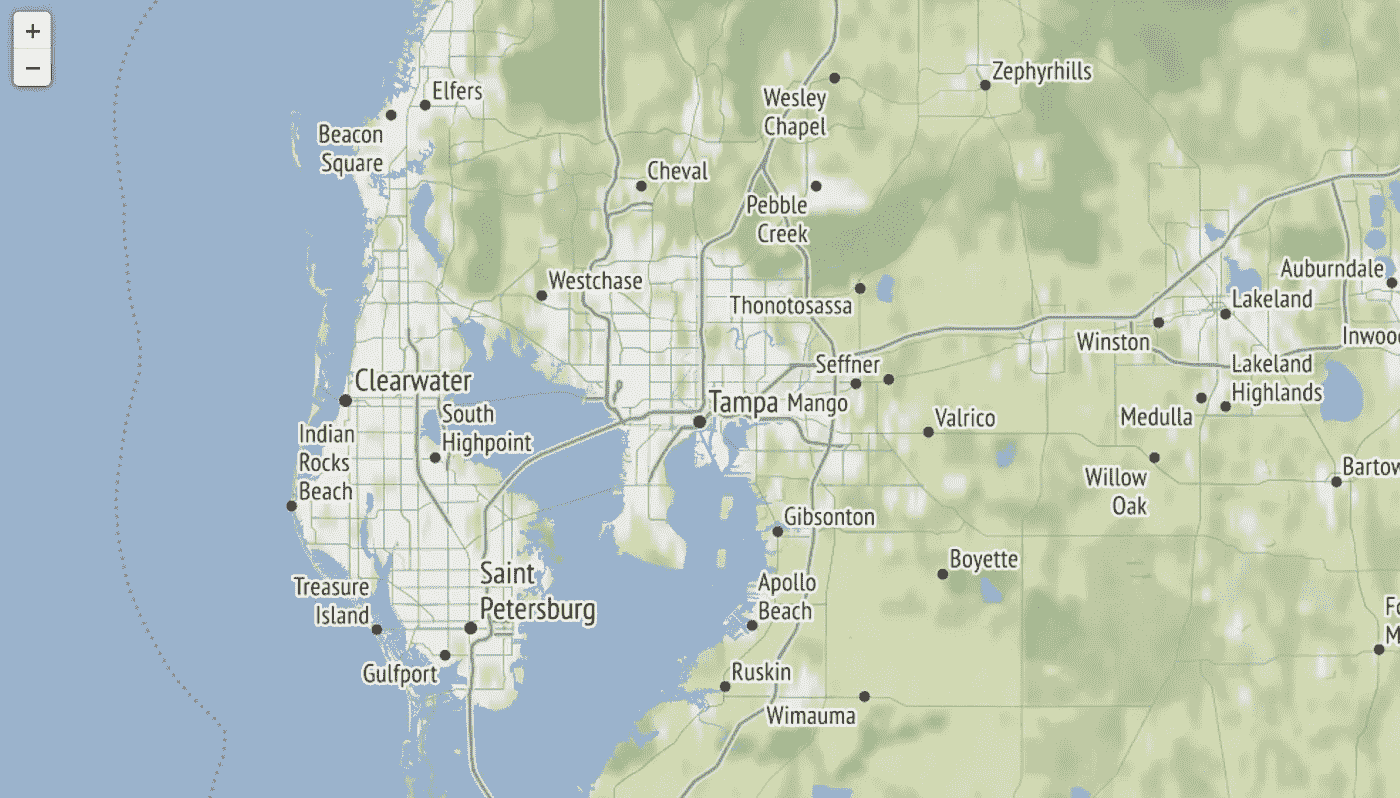 +
−
Zephyrhills
Elfers
Wesley
Chapel
Beacon
Square
Cheval
Pebble
Creek
Westchase
Auburndale
Thonotosassa
Lakeland
Winston
Seffner
Lakeland
Highlands
Clearwater
Tampa
Mango
South
Highpoint
Valrico
Medulla
Indian
Rocks
Beach
Willow
Oak
Gibsonton
Boyette
Saint
Petersburg
Treasure
Island
Apollo
Beach
Gulfport
Ruskin
Wimauma